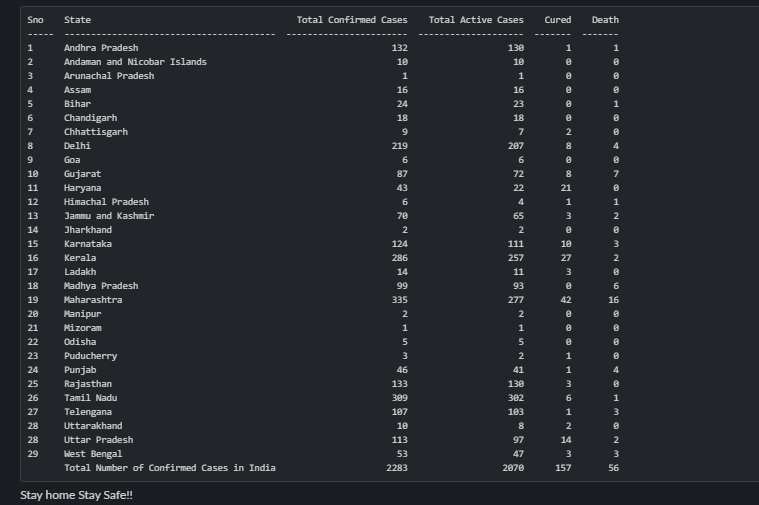 Sno State Total Confirmed Cases Total Active Cases Cured Death
----- --------------------------------------- ---------------------- ------------------- ------- -------
1 Andhra Pradesh 132 130 1 1
2 Andaman and Nicobar Islands 10 10 0 0
3 Arunachal Pradesh 1 1 0 0
4 Assam 16 16 0 0
5 Bihar 24 23 0 1
6 Chandigarh 18 18 0 0
7 Chhattisgarh 9 7 2 0
8 Delhi 219 207 8 4
9 Goa 6 6 0 0
10 Gujarat 87 72 8 7
11 Haryana 43 22 21 0
12 Himachal Pradesh 6 4 1 1
13 Jammu and Kashmir 70 65 3 2
14 Jharkhand 2 2 0 0
15 Karnataka 124 111 10 3
16 Kerala 286 257 27 2
17 Ladakh 14 11 3 0
18 Madhya Pradesh 99 93 0 6
19 Maharashtra 335 277 42 16
20 Manipur 2 2 0 0
21 Mizoram 1 1 0 0
22 Odisha 5 5 0 0
23 Puducherry 3 2 1 0
24 Punjab 46 41 1 4
25 Rajasthan 133 130 3 0
26 Tamil Nadu 309 302 6 1
27 Telengana 107 103 1 3
28 Uttarakhand 10 8 2 0
28 Uttar Pradesh 113 97 14 2
29 West Bengal 53 47 3 3
Total Number of Confirmed Cases in India 2283 2070 157 56
Stay home Stay Safe!!